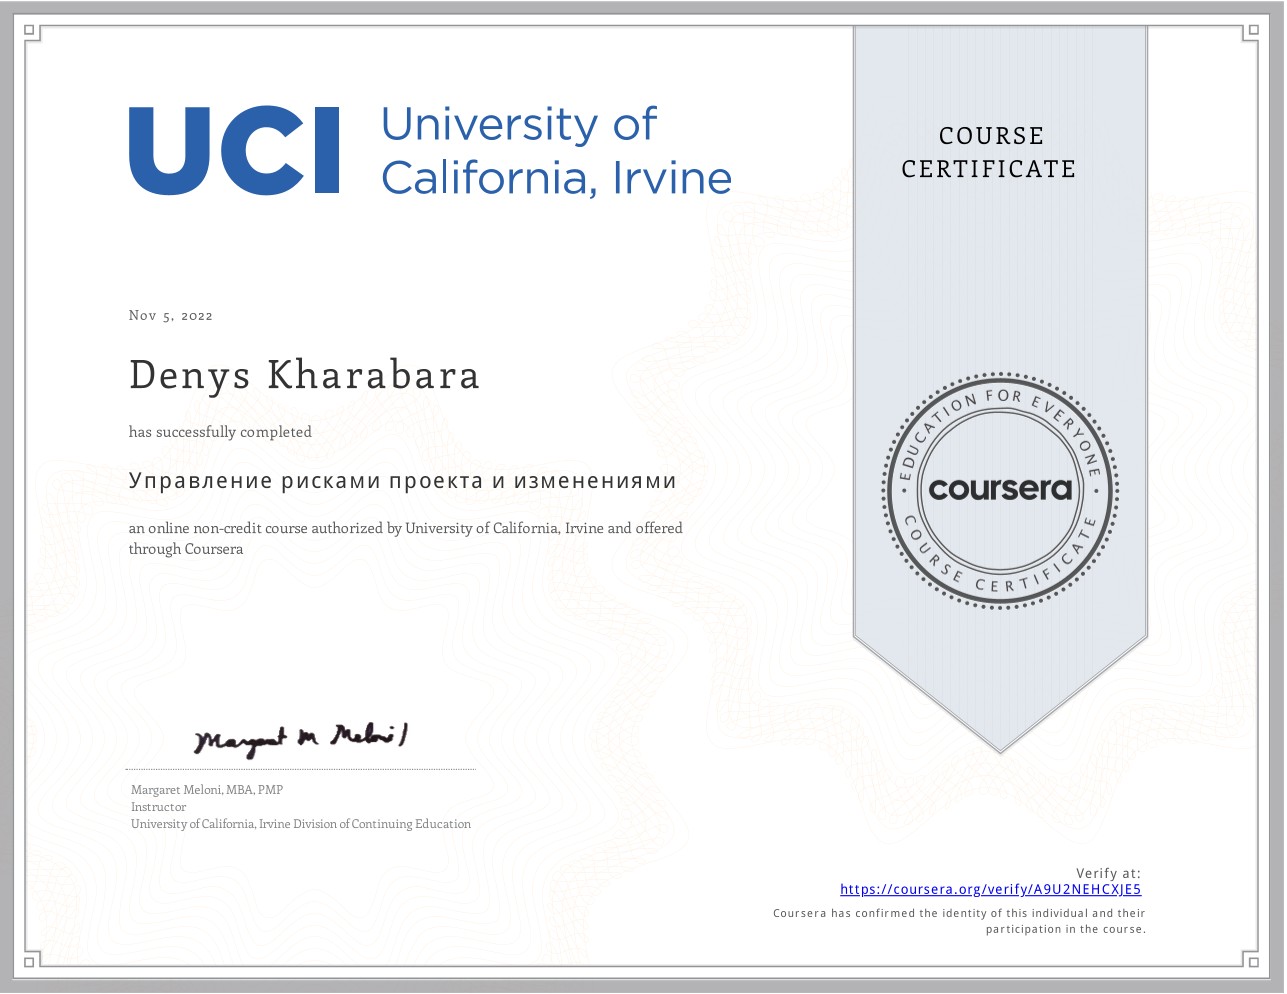 UCI
University of
California, Irvine
COURSE
CERTIFICATE
Nov 5, 2022
Denys Kharabara
has successfully completed
Управление рисками проекта и изменениями
an online non-credit course authorized by University of California, Irvine and offered
through Coursera
EDUCATION FOR EVERYONE
coursera
COURSE CERTIFICATE
Margaret M Meloni
Margaret Meloni, MBA, PMP
Instructor
University of California, Irvine Division of Continuing Education
Verify at:
https://coursera.org/verify/A9U2NEHCXJE5
Coursera has confirmed the identity of this individual and their
participation in the course.